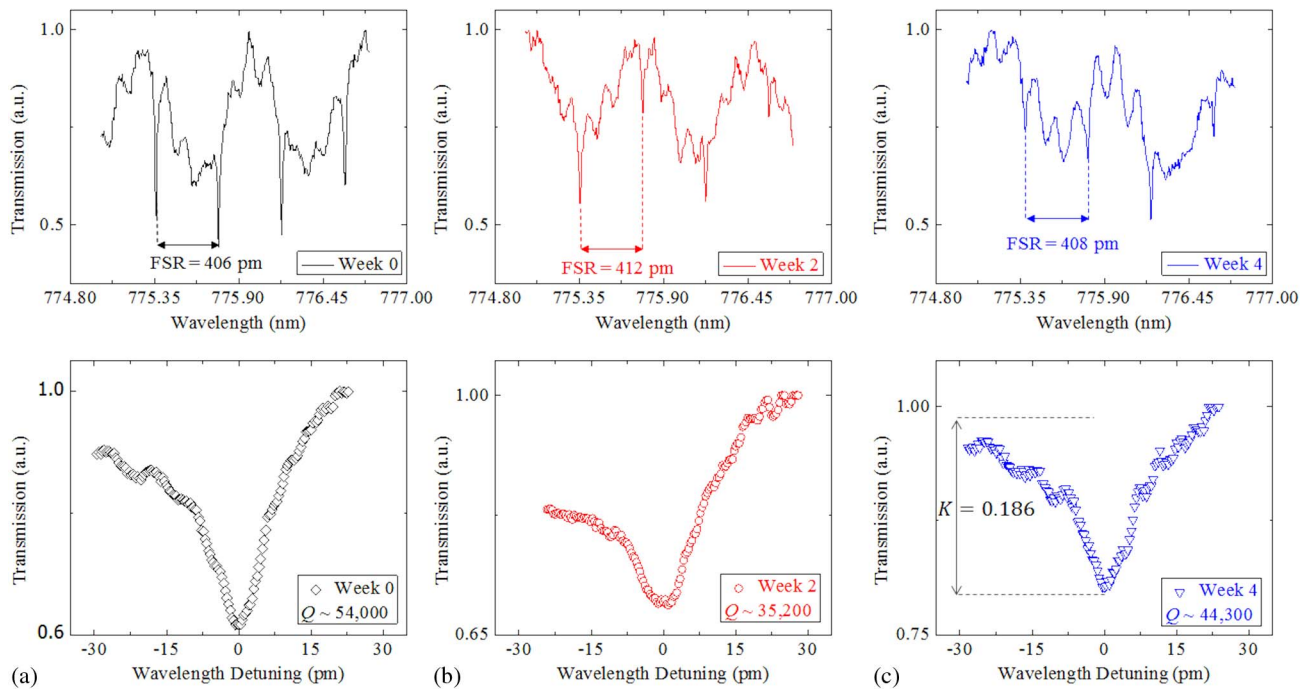 1.0
0.5
Transmission (a.u.)
FSR = 406 pm
Week 0
774.80 775.35 775.90 776.45 777.00
Wavelength (nm)
1.0
0.5
Transmission (a.u.)
FSR = 412 pm
Week 2
774.80 775.35 775.90 776.45 777.00
Wavelength (nm)
1.0
0.5
Transmission (a.u.)
FSR = 408 pm
Week 4
774.80 775.35 775.90 776.45 777.00
Wavelength (nm)
1.0
0.6
Transmission (a.u.)
Week 0
Q ~ 54,000
-30 -15 0 15 30
Wavelength Detuning (pm)
(a)
1.00
0.65
Transmission (a.u.)
Week 2
Q ~ 35,200
-30 -15 0 15 30
Wavelength Detuning (pm)
(b)
1.00
0.75
Transmission (a.u.)
K = 0.186
Week 4
Q ~ 44,300
-30 -15 0 15 30
Wavelength Detuning (pm)
(c)